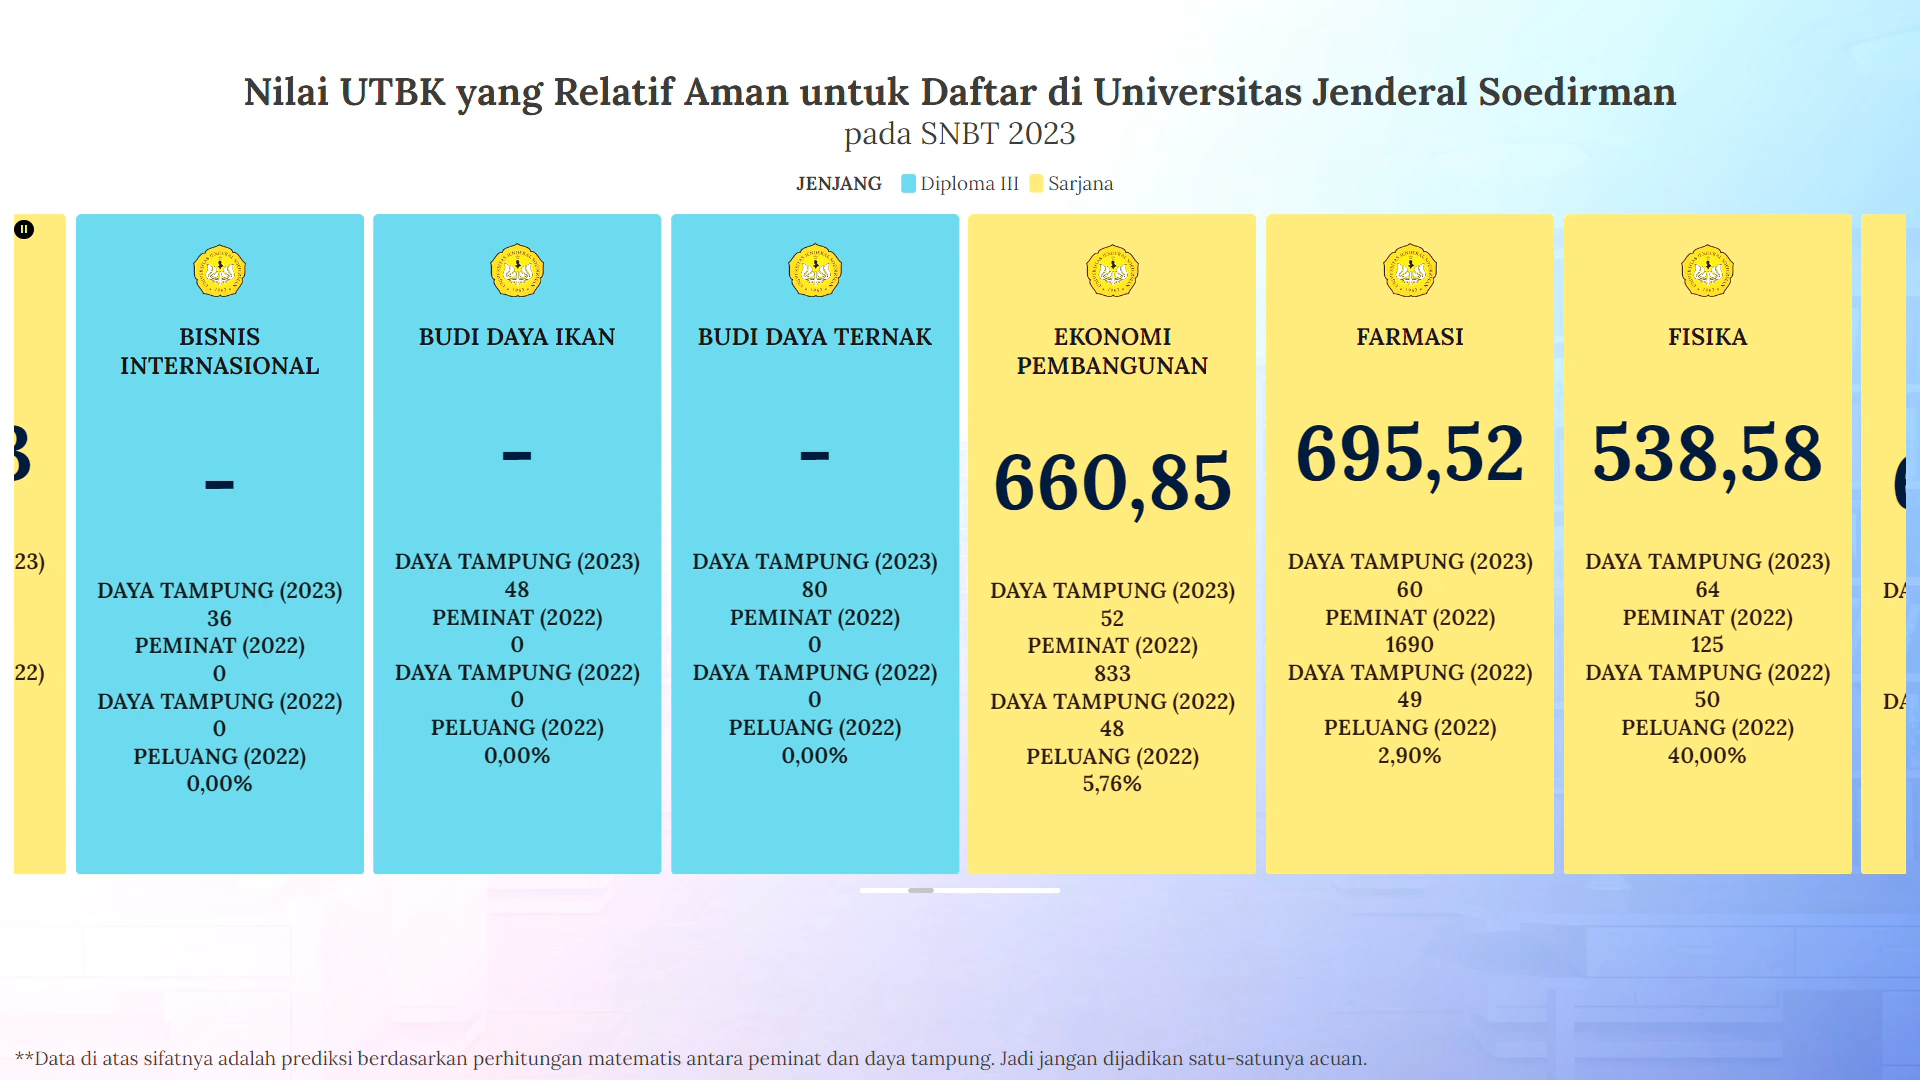 Nilai UTBK yang Relatif Aman untuk Daftar di Universitas Jenderal Soedirman
pada SNBT 2023
JENJANG Diploma III Sarjana
23)
22)
BISNIS
INTERNASIONAL
-
DAYA TAMPUNG (2023)
36
PEMINAT (2022)
0
DAYA TAMPUNG (2022)
0
PELUANG (2022)
0,00%
BUDI DAYA IKAN
-
DAYA TAMPUNG (2023)
48
PEMINAT (2022)
0
DAYA TAMPUNG (2022)
0
PELUANG (2022)
0,00%
BUDI DAYA TERNAK
-
DAYA TAMPUNG (2023)
80
PEMINAT (2022)
0
DAYA TAMPUNG (2022)
0
PELUANG (2022)
0,00%
EKONOMI
PEMBANGUNAN
660,85
DAYA TAMPUNG (2023)
52
PEMINAT (2022)
833
DAYA TAMPUNG (2022)
48
PELUANG (2022)
5,76%
FARMASI
695,52
DAYA TAMPUNG (2023)
60
PEMINAT (2022)
1690
DAYA TAMPUNG (2022)
49
PELUANG (2022)
2,90%
FISIKA
538,58
DAYA TAMPUNG (2023)
64
PEMINAT (2022)
125
DAYA TAMPUNG (2022)
50
PELUANG (2022)
40,00%
**Data di atas sifatnya adalah prediksi berdasarkan perhitungan matematis antara peminat dan daya tampung. Jadi jangan dijadikan satu-satunya acuan.